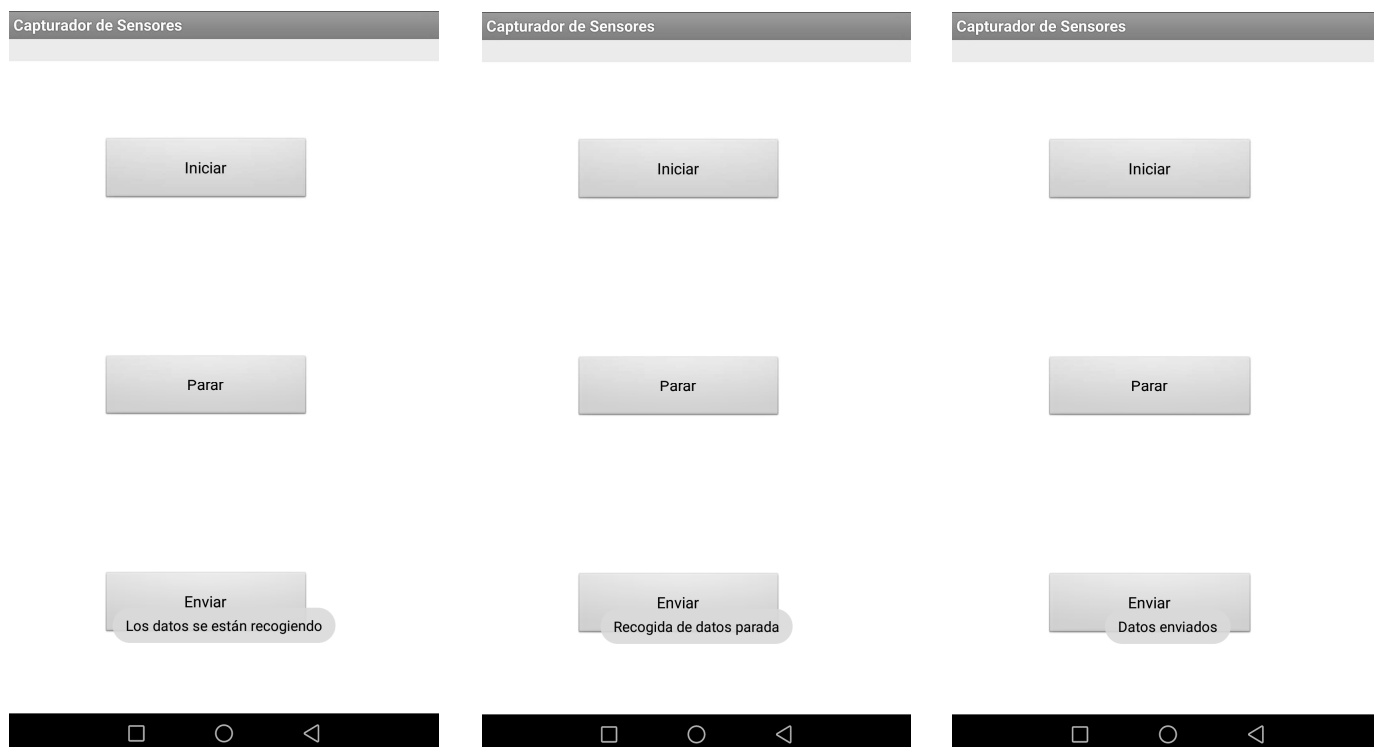 Capturador de Sensores
Iniciar
Parar
Enviar
Los datos se están recogiendo
Capturador de Sensores
Iniciar
Parar
Enviar
Recogida de datos parada
Capturador de Sensores
Iniciar
Parar
Enviar
Datos enviados